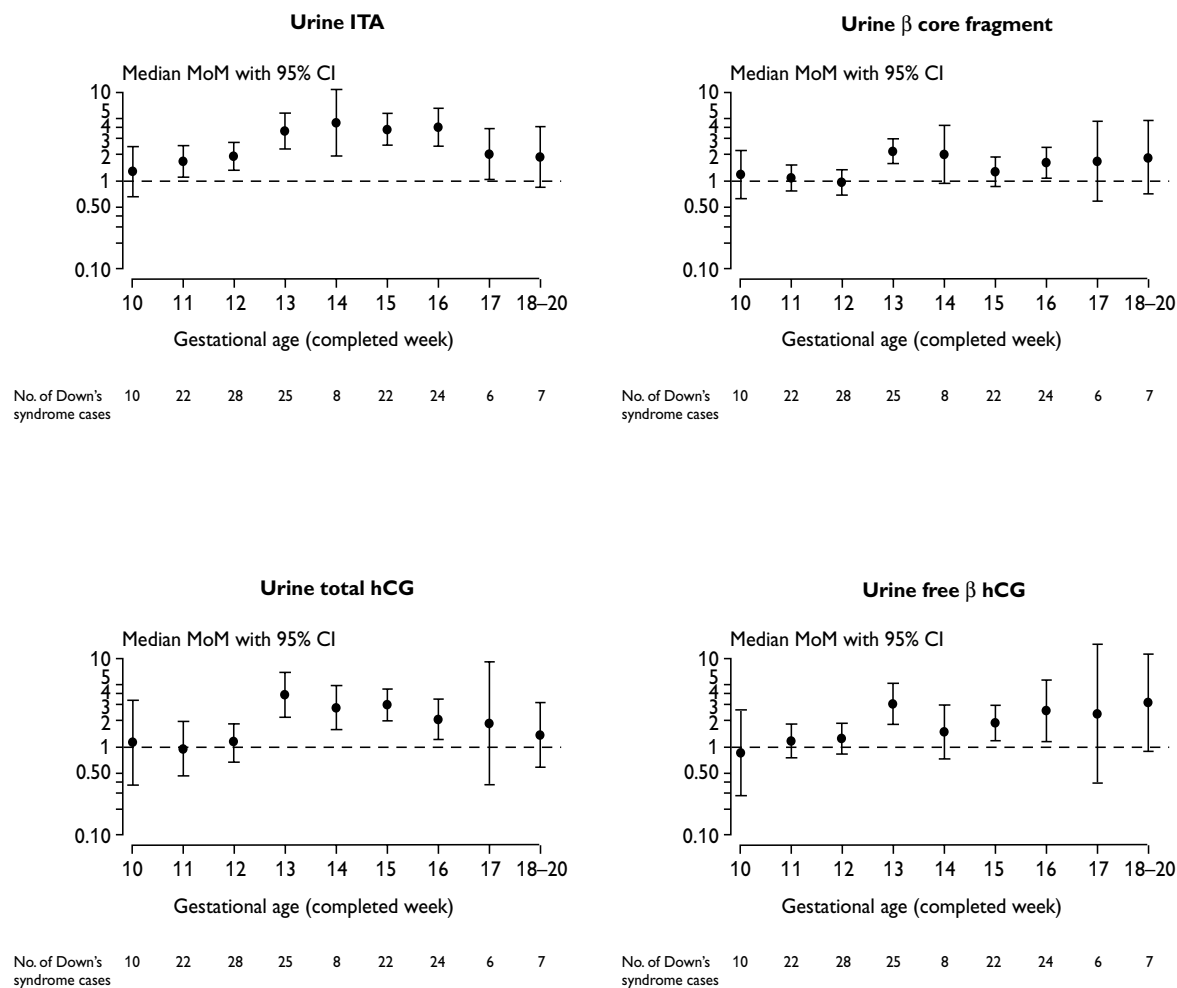 Urine ITA
Median MoM with 95% CI
10
5
4
3
2
1
0.50
0.10
10 11 12 13 14 15 16 17 18–20
Gestational age (completed week)
No. of Down's 10 22 28 25 8 22 24 6 7
syndrome cases
Urine β core fragment
Median MoM with 95% CI
10
5
4
3
2
1
0.50
0.10
10 11 12 13 14 15 16 17 18–20
Gestational age (completed week)
No. of Down's 10 22 28 25 8 22 24 6 7
syndrome cases
Urine total hCG
Median MoM with 95% CI
10
5
4
3
2
1
0.50
0.10
10 11 12 13 14 15 16 17 18–20
Gestational age (completed week)
No. of Down's 10 22 28 25 8 22 24 6 7
syndrome cases
Urine free β hCG
Median MoM with 95% CI
10
5
4
3
2
1
0.50
0.10
10 11 12 13 14 15 16 17 18–20
Gestational age (completed week)
No. of Down's 10 22 28 25 8 22 24 6 7
syndrome cases